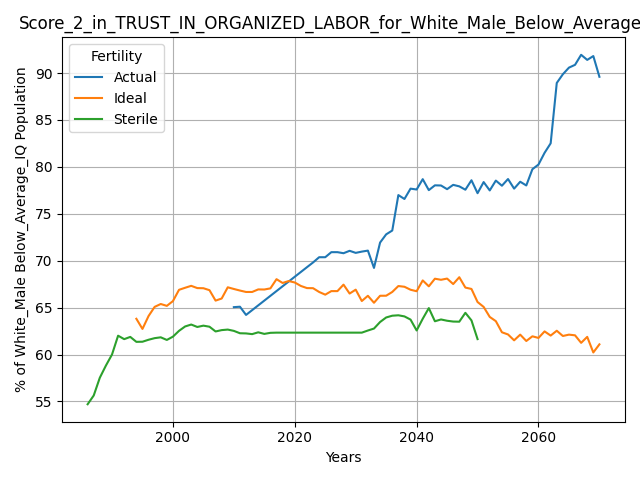 Score_2_in_TRUST_IN_ORGANIZED_LABOR_for_White_Male_Below_Average
Fertility
Actual
Ideal
Sterile
% of White_Male Below_Average_IQ Population
90
85
80
75
70
65
60
55
2000 2020 2040 2060
Years